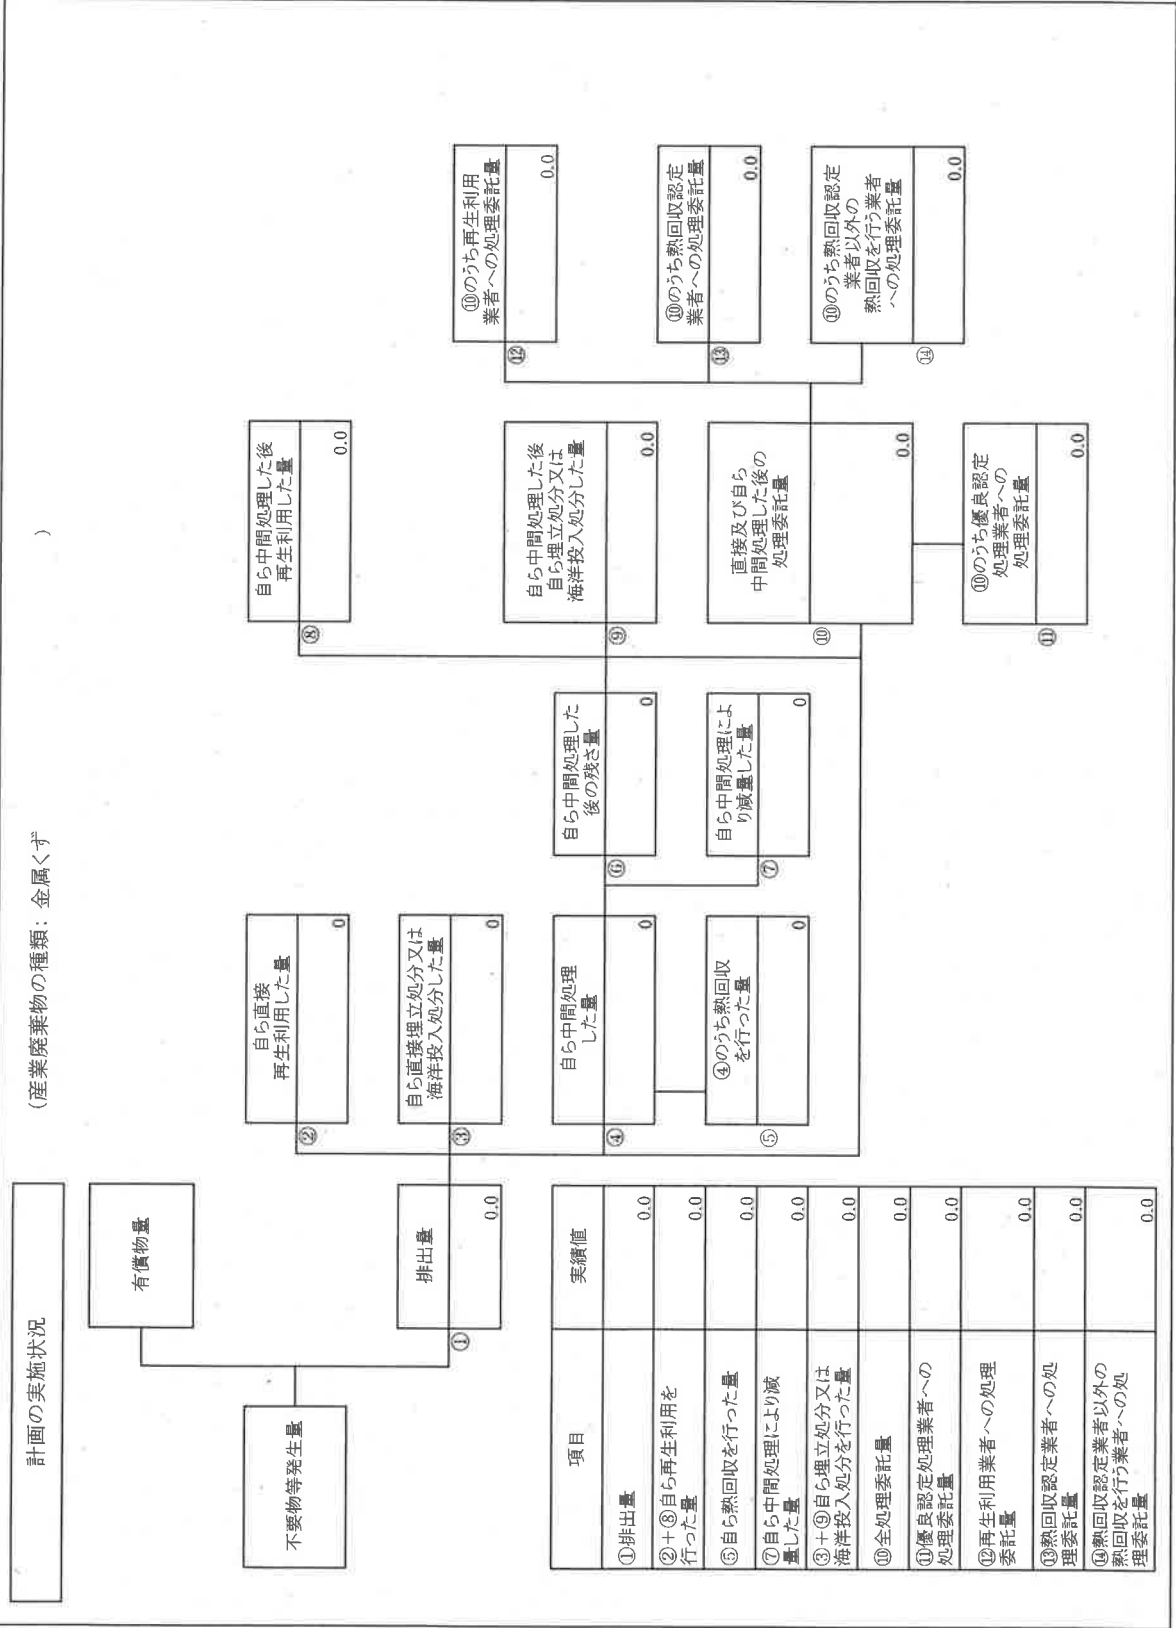 計画の実施状況
(産業廃棄物の種類：金属くず　　　　)
不要物等発生量
有償物量
①
排出量
0.0
②
自ら直接
再生利用した量
0
③
自ら直接埋立処分又は
海洋投入処分した量
0
④
自ら中間処理
した量
0
⑤
④のうち熱回収
を行った量
0
⑥
自ら中間処理した
後の残さ量
0
⑦
自ら中間処理によ
り減量した量
0
⑧
自ら中間処理した後
再生利用した量
0.0
⑨
自ら中間処理した後
自ら埋立処分又は
海洋投入処分した量
0.0
⑩
直接及び自ら
中間処理した後の
処理委託量
0.0
⑪
⑩のうち優良認定
処理業者への
処理委託量
0.0
⑫
⑩のうち再生利用
業者への処理委託量
0.0
⑬
⑩のうち熱回収認定
業者への処理委託量
0.0
⑭
⑩のうち熱回収認定
業者以外の
熱回収を行う業者
への処理委託量
0.0
項目 実績値
①排出量 0.0
②＋⑧自ら再生利用を
行った量 0.0
⑤自ら熱回収を行った量 0.0
⑦自ら中間処理により減
量した量 0.0
③＋⑨自ら埋立処分又は
海洋投入処分を行った量 0.0
⑩全処理委託量 0.0
⑪優良認定処理業者への
処理委託量 0.0
⑫再生利用業者への処理
委託量 0.0
⑬熱回収認定業者への処
理委託量 0.0
⑭熱回収認定業者以外の
熱回収を行う業者への処
理委託量 0.0